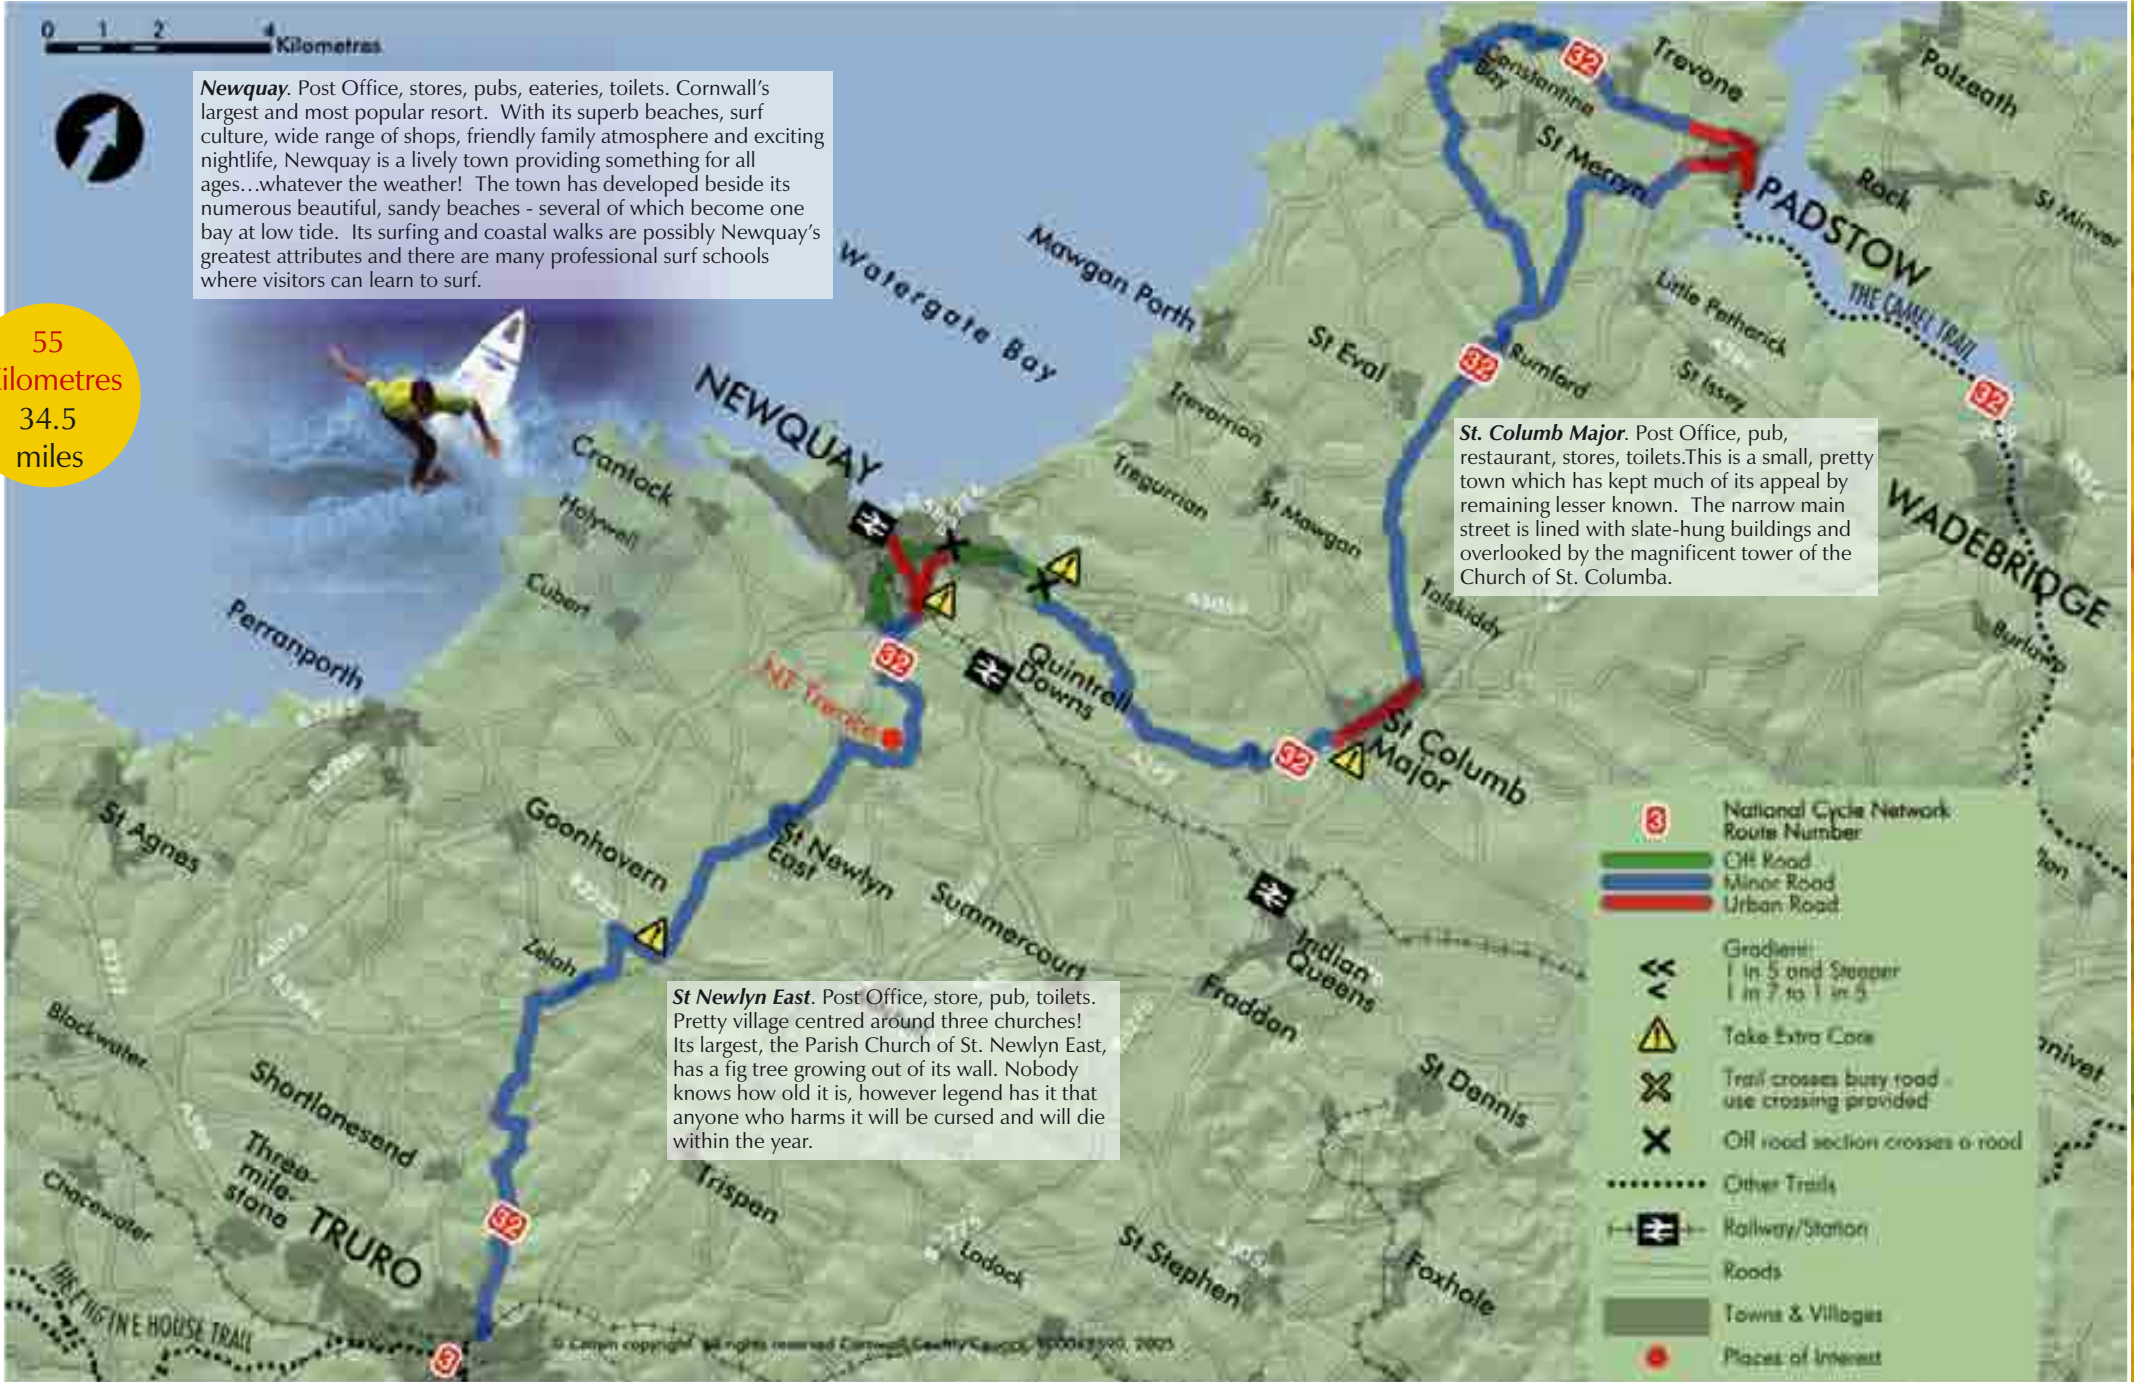 0 1 2 4
Kilometres
Newquay. Post Office, stores, pubs, eateries, toilets. Cornwall's
largest and most popular resort. With its superb beaches, surf
culture, wide range of shops, friendly family atmosphere and exciting
nightlife, Newquay is a lively town providing something for all
ages…whatever the weather! The town has developed beside its
numerous beautiful, sandy beaches - several of which become one
bay at low tide. Its surfing and coastal walks are possibly Newquay's
greatest attributes and there are many professional surf schools
where visitors can learn to surf.
55
ilometres
34.5
miles
32
Constantine
Bay
Trevone
Polzeath
St Merryn
PADSTOW
Rock
St Minver
THE CAMEL TRAIL
Little Petherick
St Issey
Watergate Bay
Mawgan Porth
St Eval
32
Rumford
32
Trevarrian
Tregurrian
St Mawgan
Talskiddy
WADEBRIDGE
Burlawn
St. Columb Major. Post Office, pub,
restaurant, stores, toilets.This is a small, pretty
town which has kept much of its appeal by
remaining lesser known. The narrow main
street is lined with slate-hung buildings and
overlooked by the magnificent tower of the
Church of St. Columba.
NEWQUAY
Crantock
Holywell
Cubert
Perranporth
32
Quintrell
Downs
32
St Columb
Major
St Agnes
Goonhavern
St Newlyn
East
Summercourt
Zelah
Indian
Queens
Fraddon
St Newlyn East. Post Office, store, pub, toilets.
Pretty village centred around three churches!
Its largest, the Parish Church of St. Newlyn East,
has a fig tree growing out of its wall. Nobody
knows how old it is, however legend has it that
anyone who harms it will be cursed and will die
within the year.
Blackwater
Shortlanesend
Three-
mile-
stone
Chacewater
TRURO
32
3
THE ENGINE HOUSE TRAIL
Trispen
Ladock
St Stephen
St Dennis
Foxhole
anivet
3
National Cycle Network
Route Number
Off Road
Minor Road
Urban Road
Gradient:
1 in 5 and Steeper
1 in 7 to 1 in 5
Take Extra Care
Trail crosses busy road -
use crossing provided
Off road section crosses a road
Other Trails
Railway/Station
Roads
Towns & Villages
Places of Interest